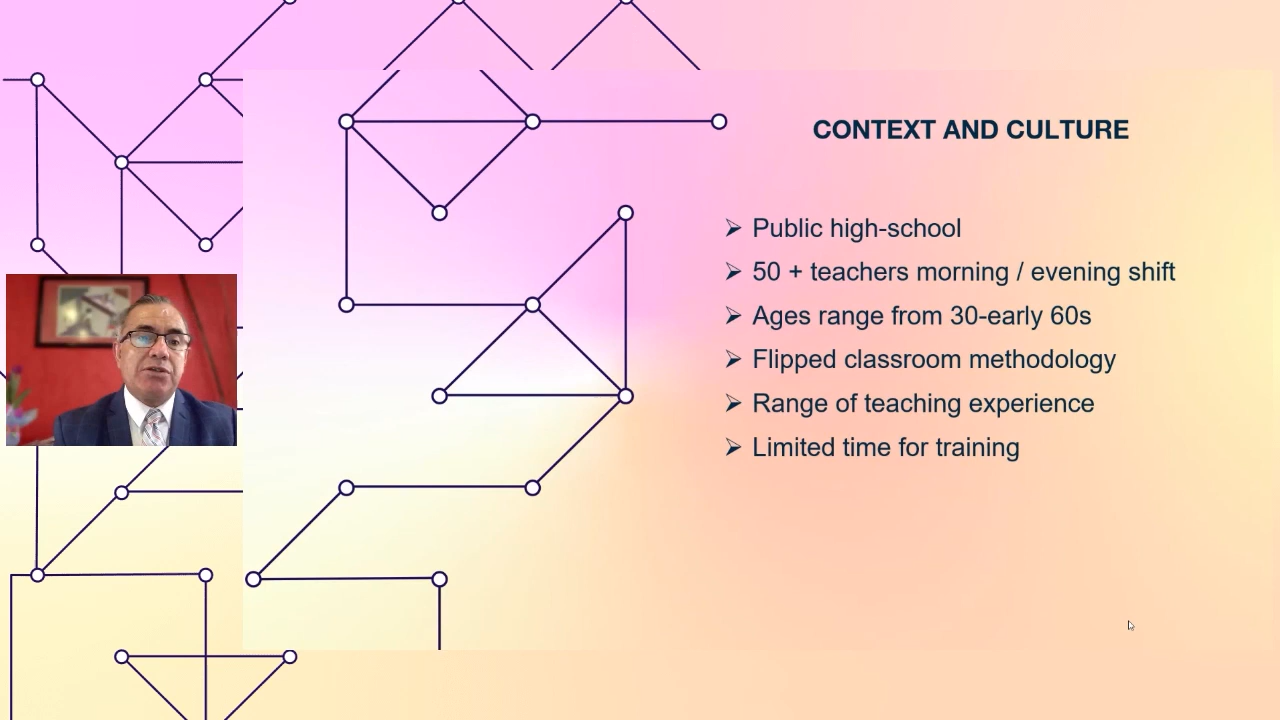 CONTEXT AND CULTURE
➢ Public high-school
➢ 50 + teachers morning / evening shift
➢ Ages range from 30-early 60s
➢ Flipped classroom methodology
➢ Range of teaching experience
➢ Limited time for training